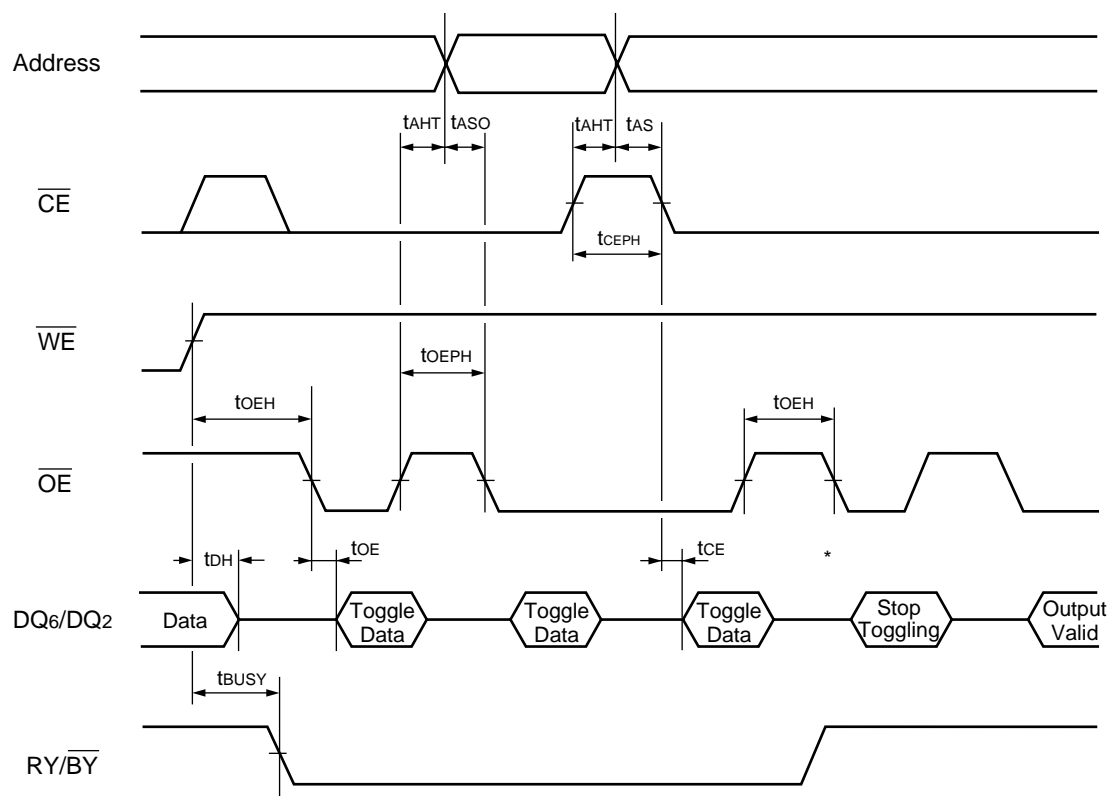 Address
tAHT tASO tAHT tAS
CE
tCEPH
WE
tOEPH
tOEH tOEH
OE
tDH tOE tCE *
DQ6/DQ2 Data Toggle Data Toggle Data Toggle Data Stop Toggling Output Valid
tBUSY
RY/BY